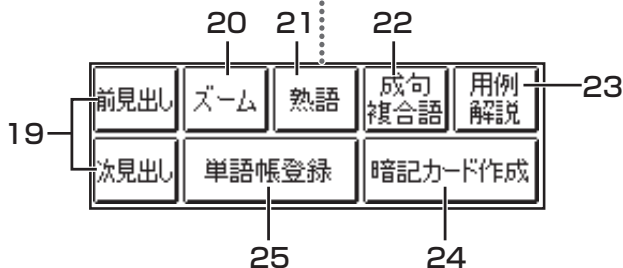 20 21 22
前見出し ズーム 熟語 成句
複合語 用例
解説 23
19
次見出し 単語帳登録 暗記カード作成
25 24